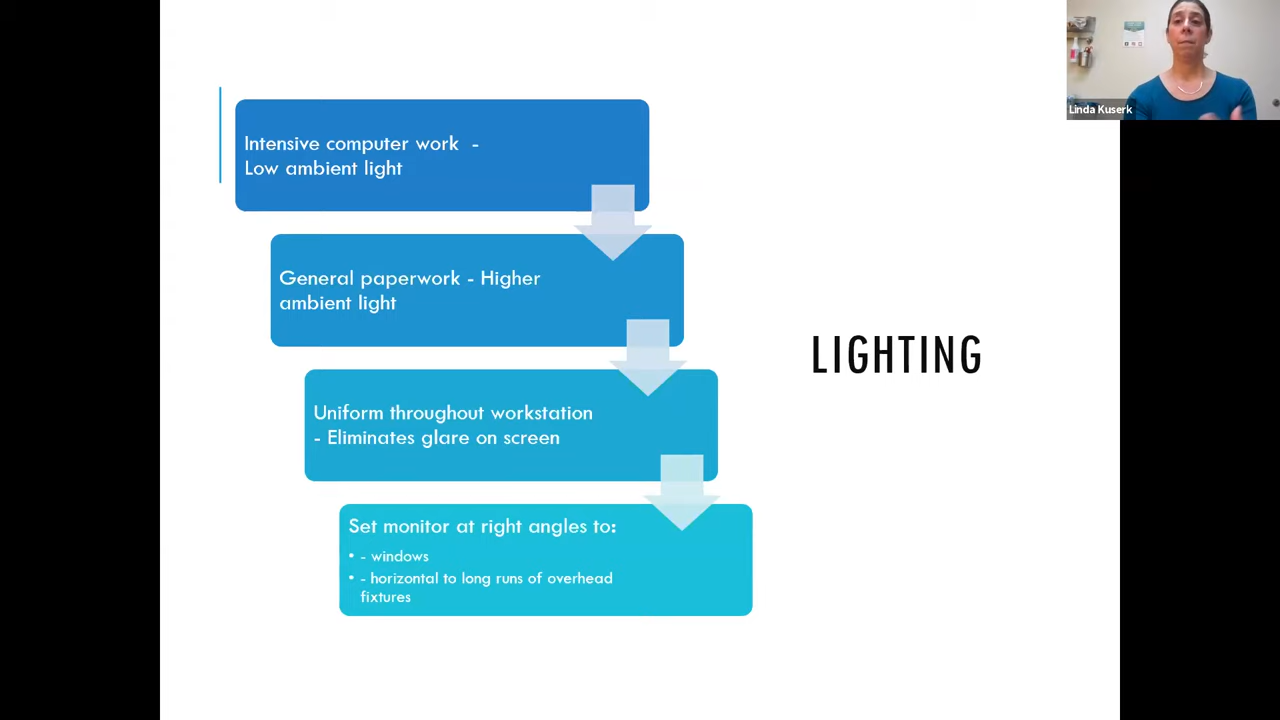 Intensive computer work  -
Low ambient light
General paperwork - Higher
ambient light
Uniform throughout workstation
- Eliminates glare on screen
Set monitor at right angles to:
• - windows
• - horizontal to long runs of overhead
fixtures
LIGHTING
Linda Kuserk